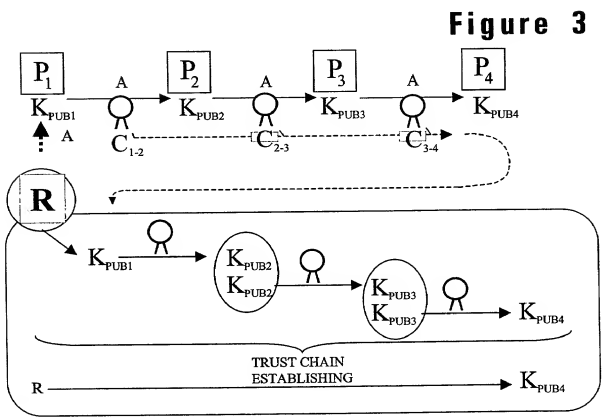 Figure 3
P1 P2 P3 P4
A A A
KPUB1 KPUB2 KPUB3 KPUB4
A
C1-2 C2-3 C3-4
R
KPUB1 KPUB2
KPUB2 KPUB3
KPUB3 KPUB4
TRUST CHAIN
ESTABLISHING
R KPUB4